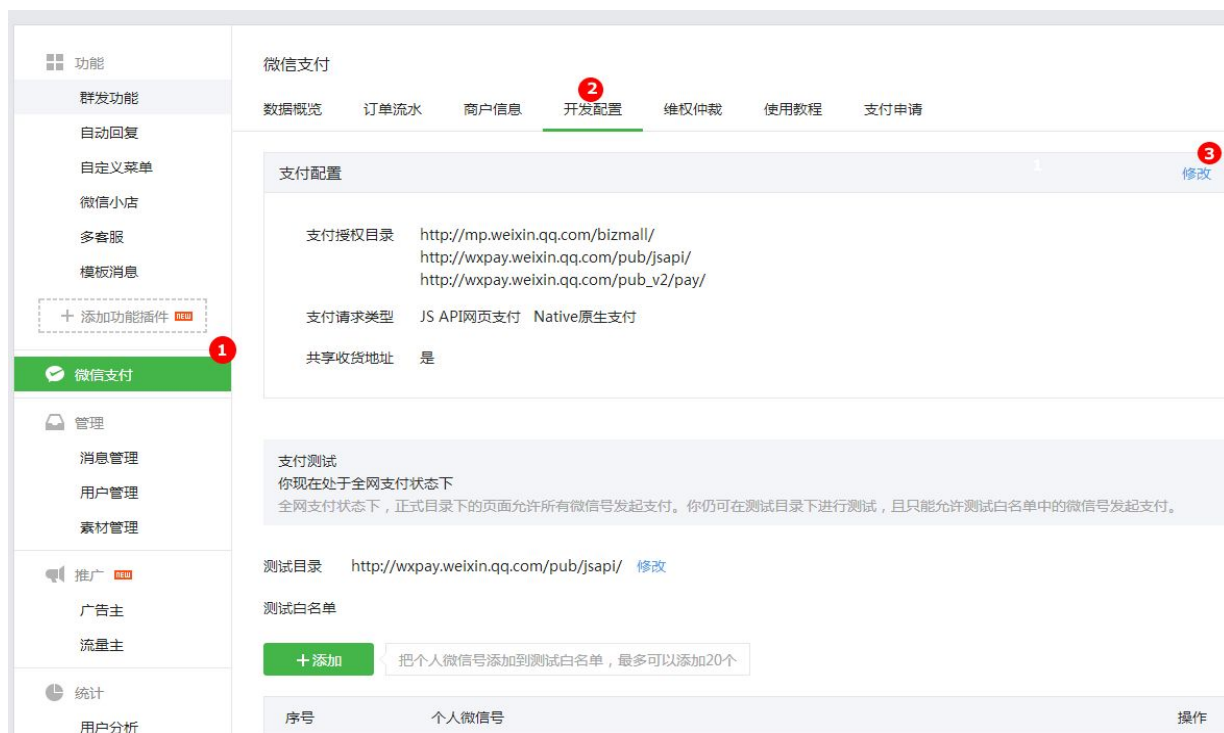 功能
群发功能
自动回复
自定义菜单
微信小店
多客服
模板消息
+ 添加功能插件 NEW
1
微信支付
管理
消息管理
用户管理
素材管理
推广 NEW
广告主
流量主
统计
用户分析
微信支付
2
数据概览 订单流水 商户信息 开发配置 维权仲裁 使用教程 支付申请
3
支付配置 1 修改
支付授权目录 http://mp.weixin.qq.com/bizmall/
http://wxpay.weixin.qq.com/pub/jsapi/
http://wxpay.weixin.qq.com/pub_v2/pay/
支付请求类型 JS API网页支付 Native原生支付
共享收货地址 是
支付测试
你现在处于全网支付状态下
全网支付状态下，正式目录下的页面允许所有微信号发起支付。你仍可在测试目录下进行测试，且只能允许测试白名单中的微信号发起支付。
测试目录 http://wxpay.weixin.qq.com/pub/jsapi/ 修改
测试白名单
+添加 把个人微信号添加到测试白名单，最多可以添加20个
序号 个人微信号 操作